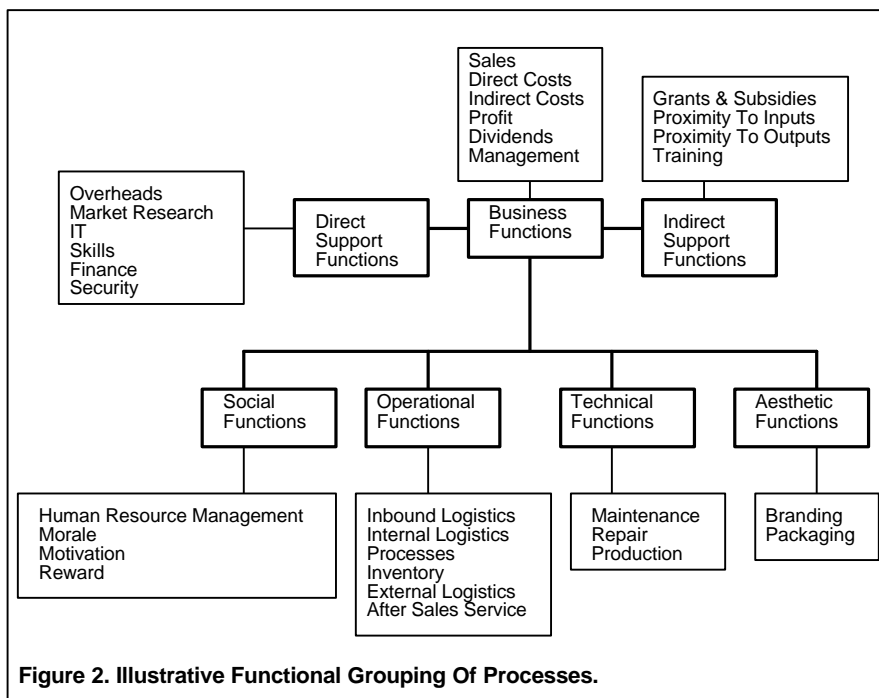 Sales
Direct Costs
Indirect Costs
Profit
Dividends
Management
Grants & Subsidies
Proximity To Inputs
Proximity To Outputs
Training
Overheads
Market Research
IT
Skills
Finance
Security
Direct
Support
Functions
Business
Functions
Indirect
Support
Functions
Social
Functions
Operational
Functions
Technical
Functions
Aesthetic
Functions
Human Resource Management
Morale
Motivation
Reward
Inbound Logistics
Internal Logistics
Processes
Inventory
External Logistics
After Sales Service
Maintenance
Repair
Production
Branding
Packaging
Figure 2. Illustrative Functional Grouping Of Processes.